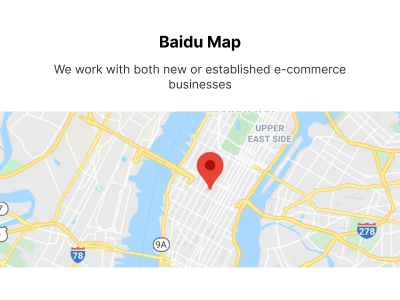 Baidu Map
We work with both new or established e-commerce
businesses
UPPER
EAST SIDE
9A
78
278